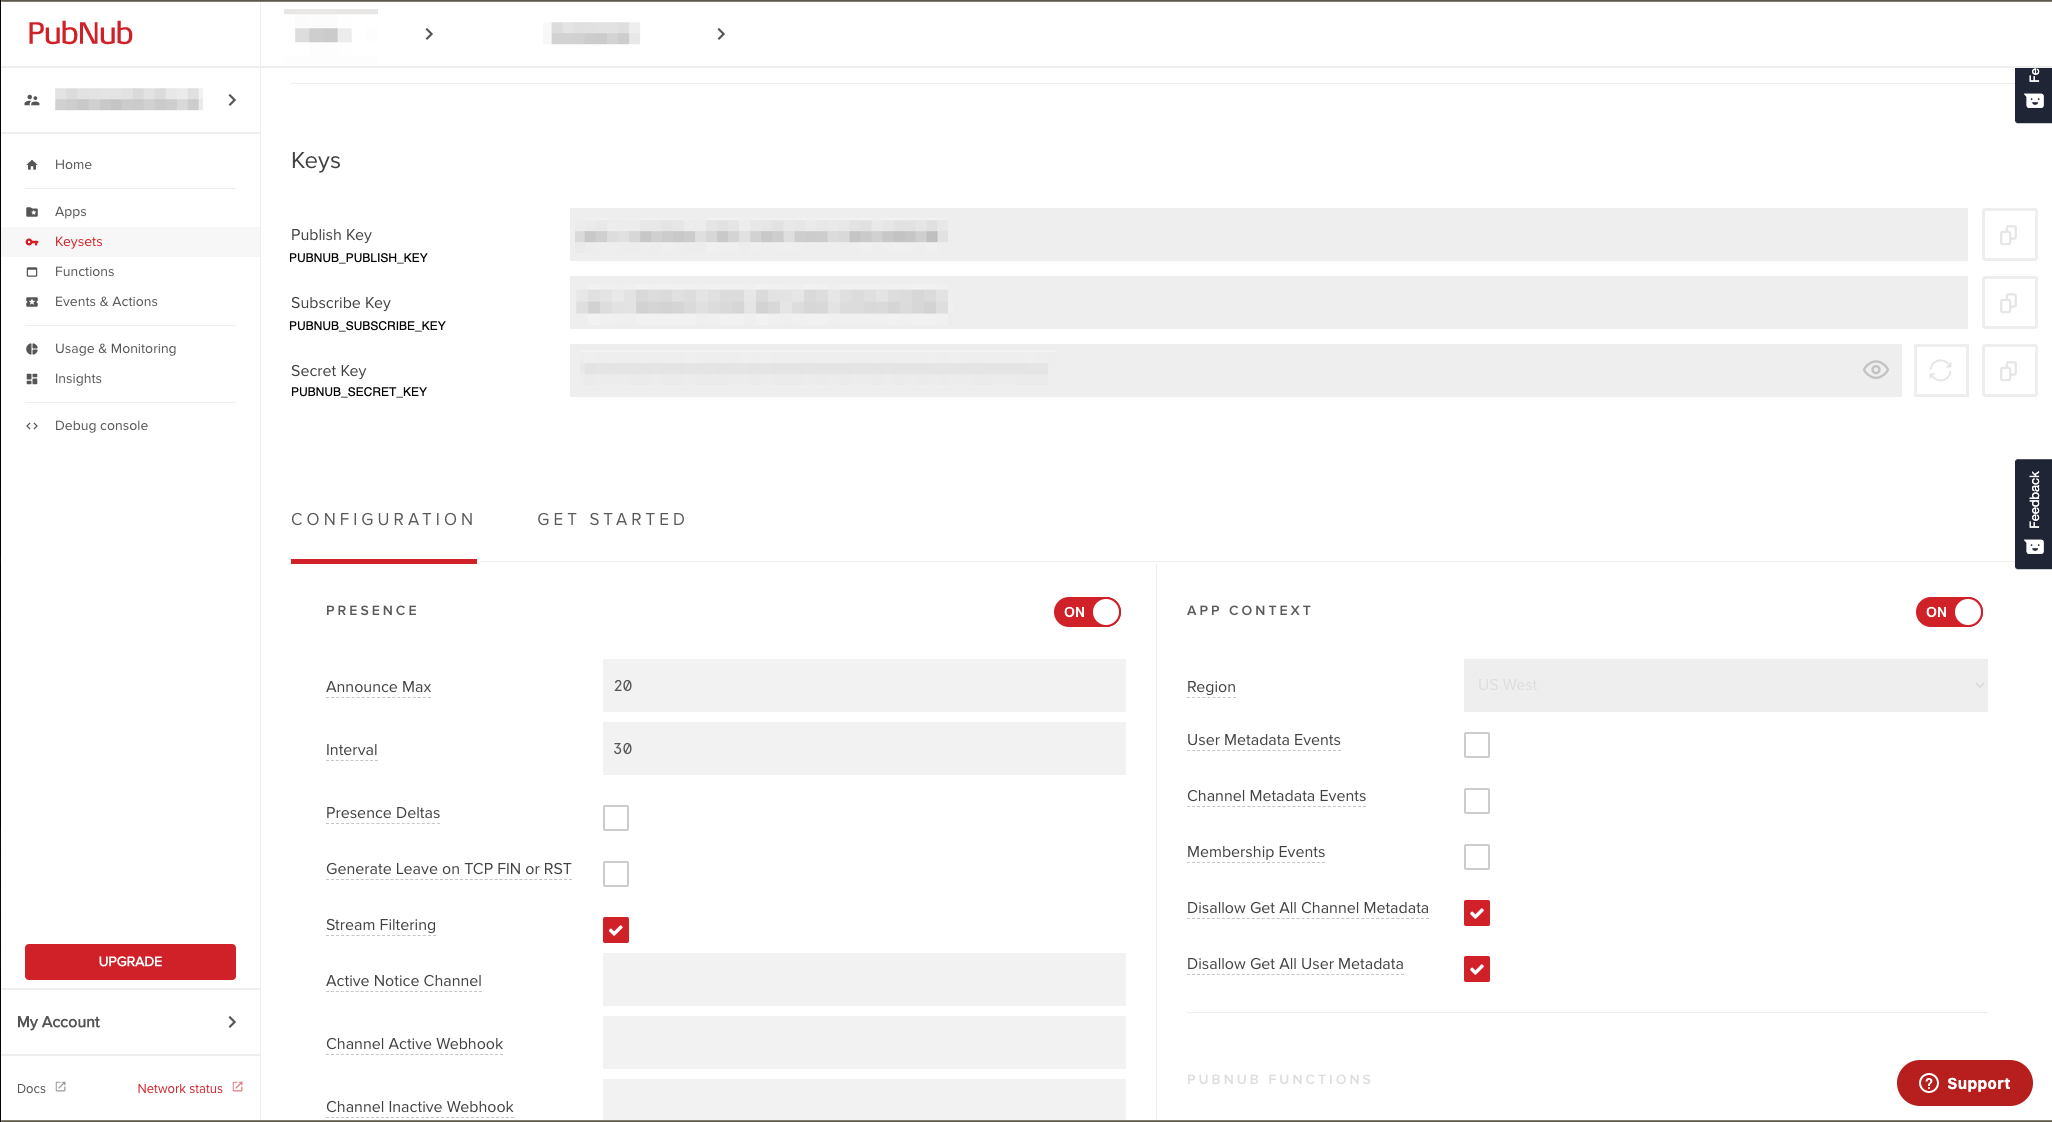 PubNub
Home
Apps
Keysets
Functions
Events & Actions
Usage & Monitoring
Insights
Debug console
UPGRADE
My Account
Docs
Network status
Keys
Publish Key
PUBNUB_PUBLISH_KEY
Subscribe Key
PUBNUB_SUBSCRIBE_KEY
Secret Key
PUBNUB_SECRET_KEY
CONFIGURATION GET STARTED
PRESENCE ON
Announce Max 20
Interval 30
Presence Deltas
Generate Leave on TCP FIN or RST
Stream Filtering
Active Notice Channel
Channel Active Webhook
Channel Inactive Webhook
APP CONTEXT ON
Region US West
User Metadata Events
Channel Metadata Events
Membership Events
Disallow Get All Channel Metadata
Disallow Get All User Metadata
PUBNUB FUNCTIONS
Fe
Feedback
Support